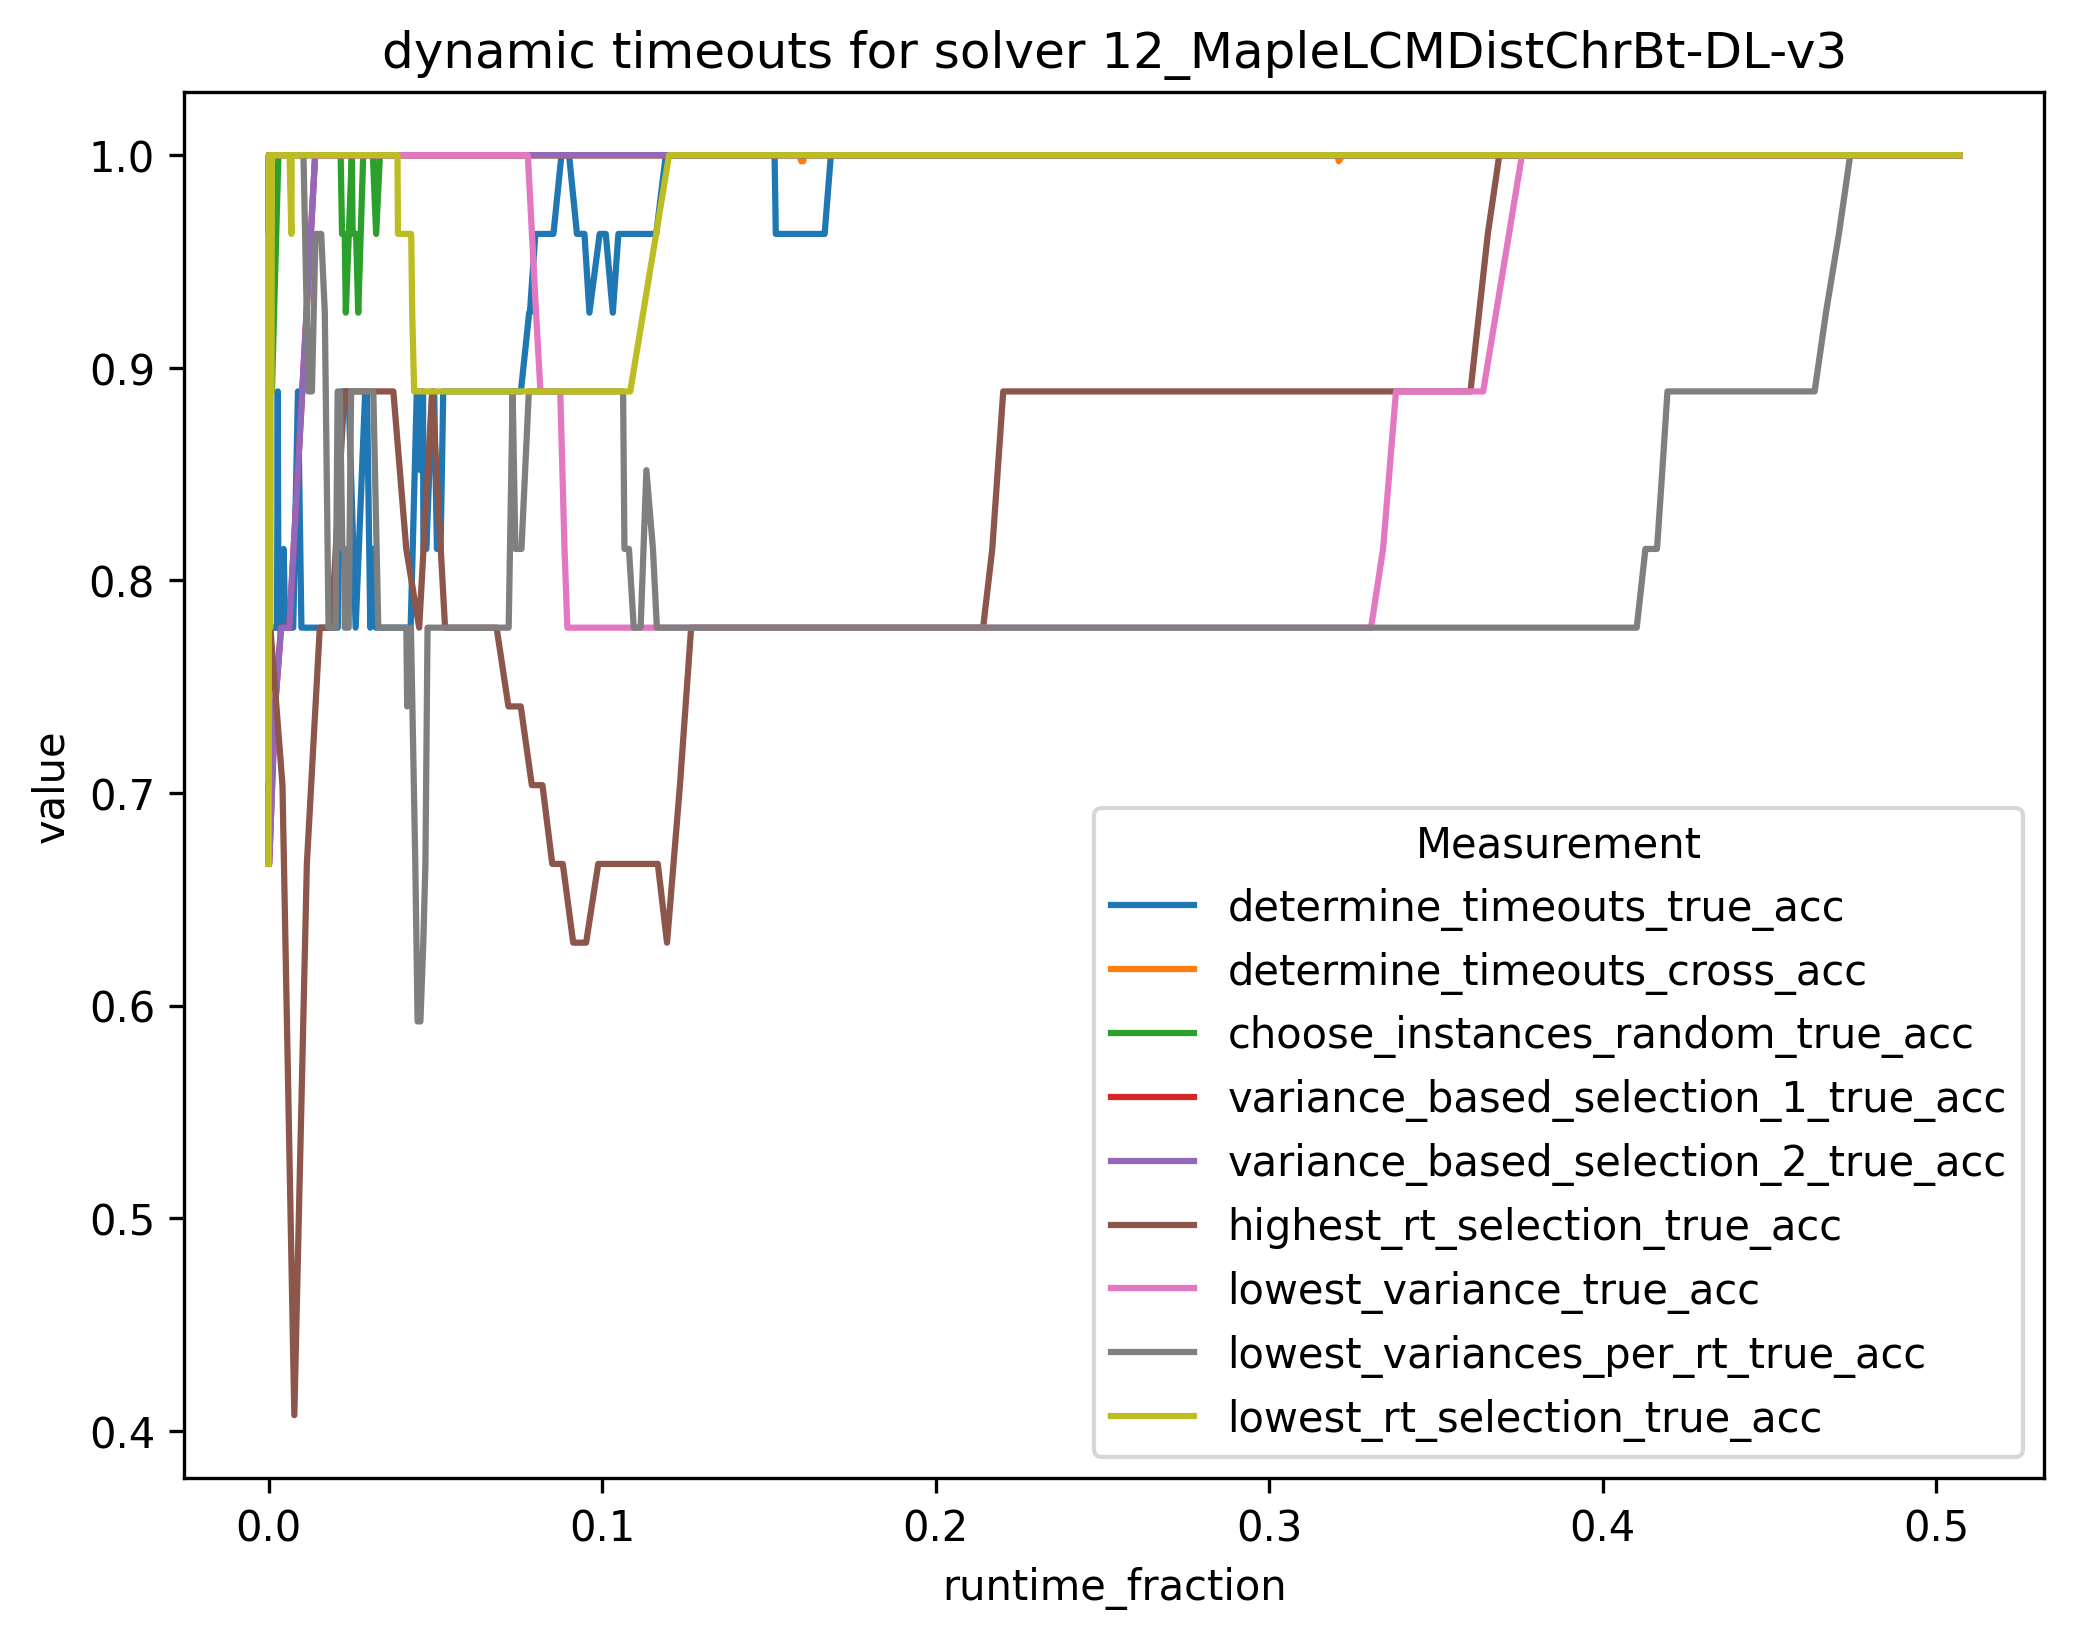 dynamic timeouts for solver 12_MapleLCMDistChrBt-DL-v3
1.0
0.9
0.8
0.7
0.6
0.5
0.4
value
Measurement
determine_timeouts_true_acc
determine_timeouts_cross_acc
choose_instances_random_true_acc
variance_based_selection_1_true_acc
variance_based_selection_2_true_acc
highest_rt_selection_true_acc
lowest_variance_true_acc
lowest_variances_per_rt_true_acc
lowest_rt_selection_true_acc
0.0 0.1 0.2 0.3 0.4 0.5
runtime_fraction